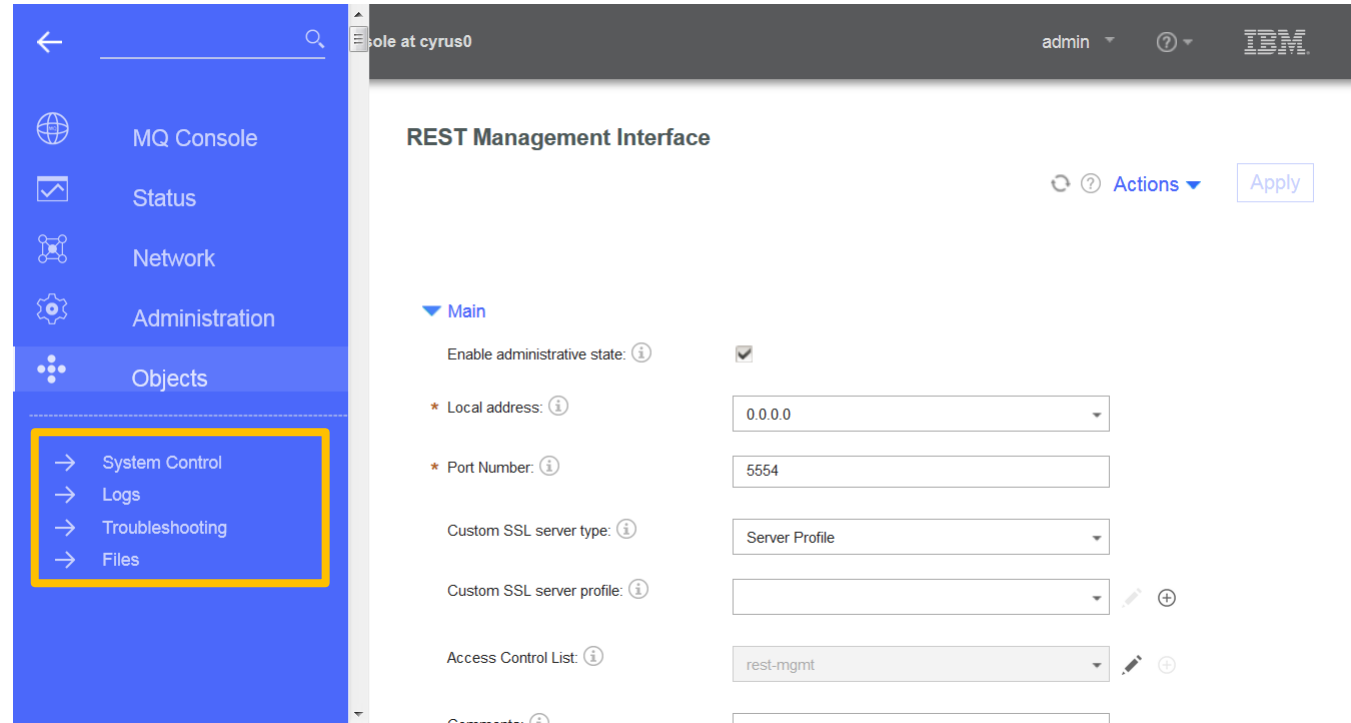 sole at cyrus0
admin
IBM
MQ Console
Status
Network
Administration
Objects
System Control
Logs
Troubleshooting
Files
REST Management Interface
Actions
Apply
Main
Enable administrative state:
* Local address:
0.0.0.0
* Port Number:
5554
Custom SSL server type:
Server Profile
Custom SSL server profile:
Access Control List:
rest-mgmt
Comments: